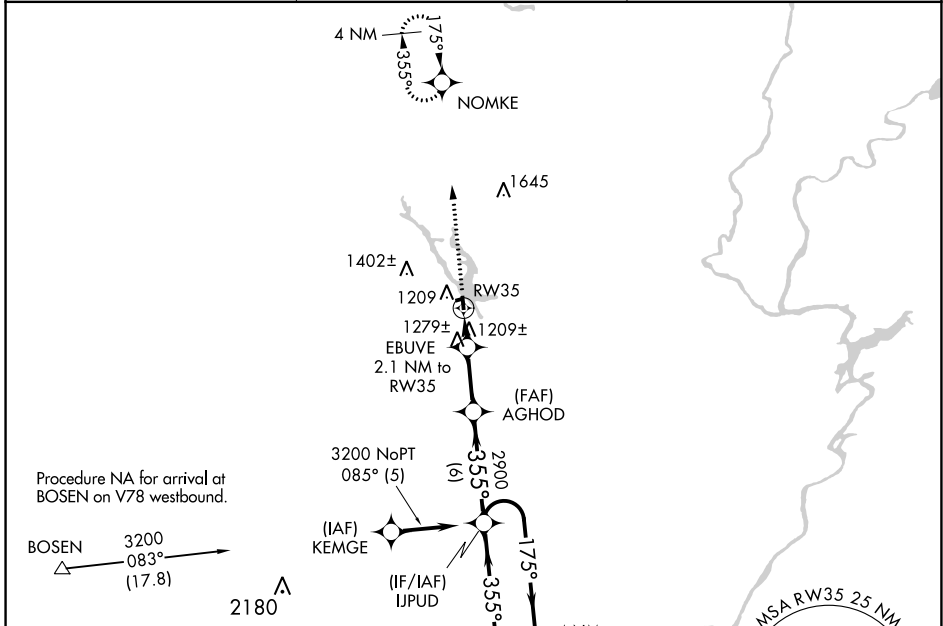 4 NM
175°
355°
NOMKE
1645
1402±
1209
RW35
1279±
1209±
EBUVE
2.1 NM to
RW35
(FAF)
AGHOD
3200 NoPT
085° (5)
355°
(6)
2900
Procedure NA for arrival at
BOSEN on V78 westbound.
BOSEN
3200
083°
(17.8)
(IAF)
KEMGE
(IF/IAF)
IJPUD
175°
355°
2180
MSA RW35 25 NM